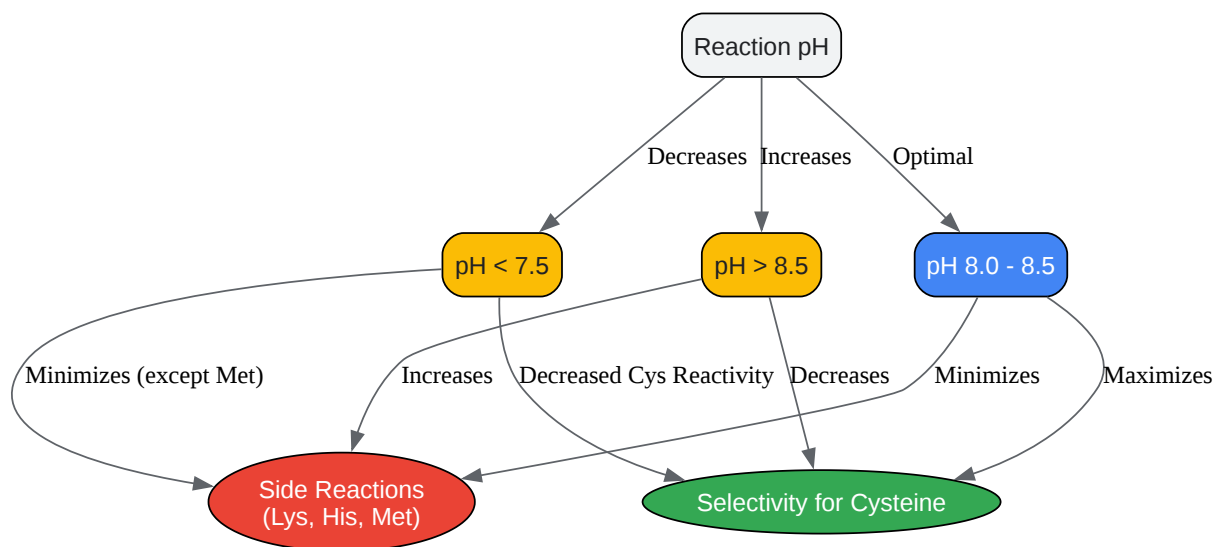 Reaction pH
Decreases
Increases
Optimal
pH < 7.5
pH > 8.5
pH 8.0 - 8.5
Minimizes (except Met)
Increases
Decreased Cys Reactivity
Decreases
Minimizes
Maximizes
Side Reactions
(Lys, His, Met)
Selectivity for Cysteine